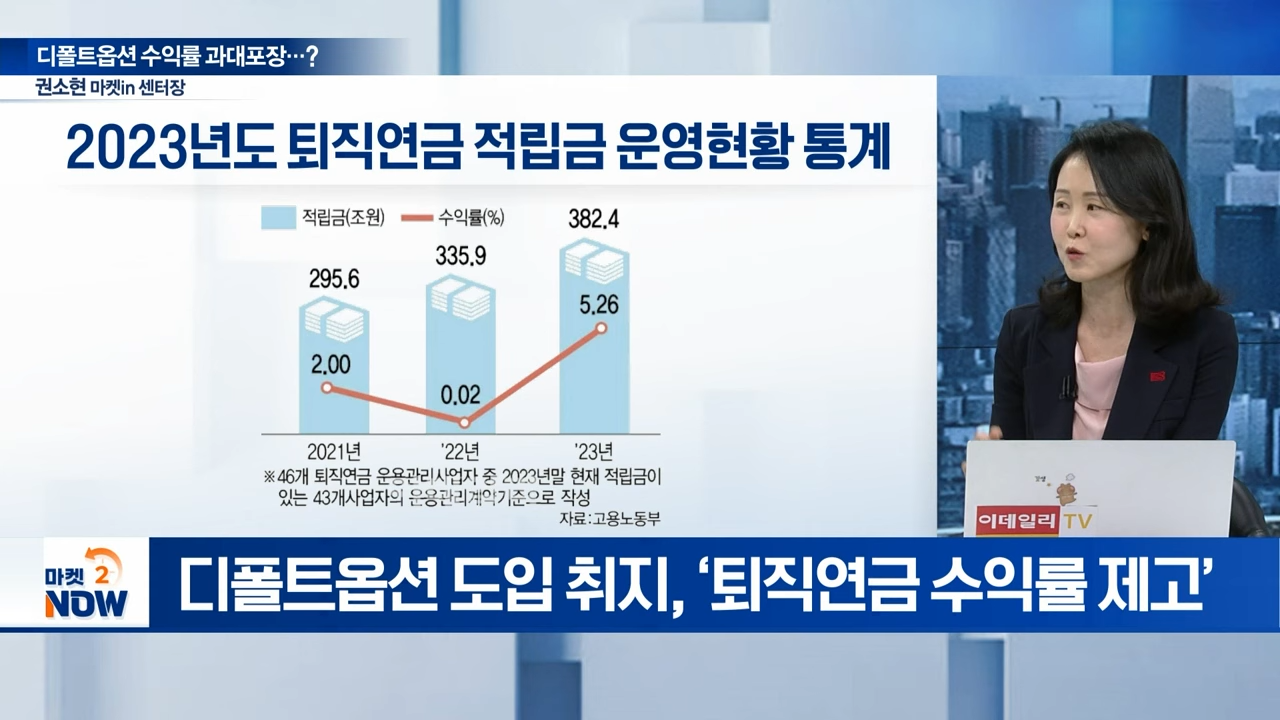 디폴트옵션 수익률 과대포장…?
권소현 마켓in 센터장
2023년도 퇴직연금 적립금 운영현황 통계
적립금(조원) 수익률(%)
295.6 335.9 382.4
2.00 0.02 5.26
2021년 '22년 '23년
※46개 퇴직연금 운용관리사업자 중 2023년말 현재 적립금이
있는 43개사업자의 운용관리계약기준으로 작성
자료:고용노동부
이데일리 TV
마켓 2
NOW
디폴트옵션 도입 취지, ‘퇴직연금 수익률 제고’